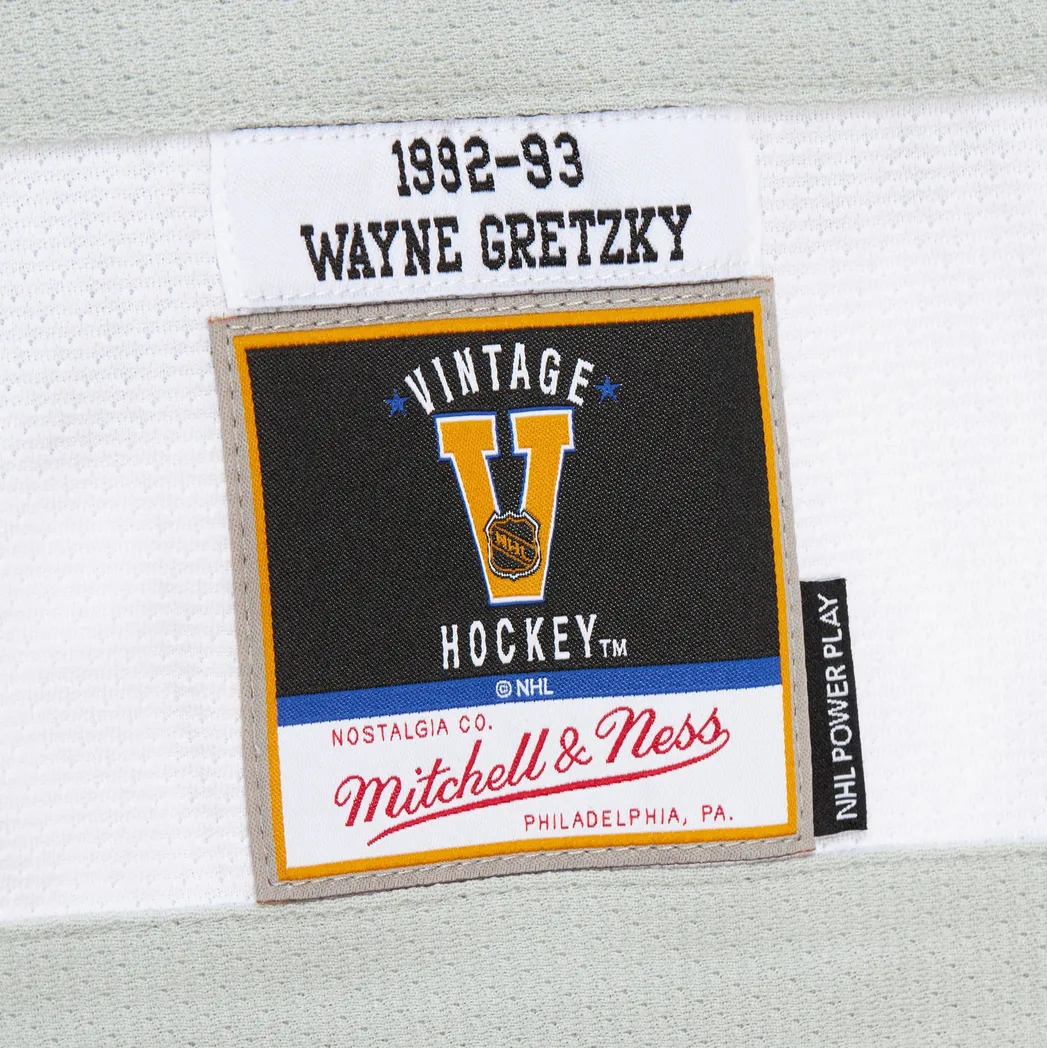 1992-93
WAYNE GRETZKY
VINTAGE
V
NHL
HOCKEY™
© NHL
NOSTALGIA CO.
Mitchell & Ness
PHILADELPHIA, PA.
NHL POWER PLAY